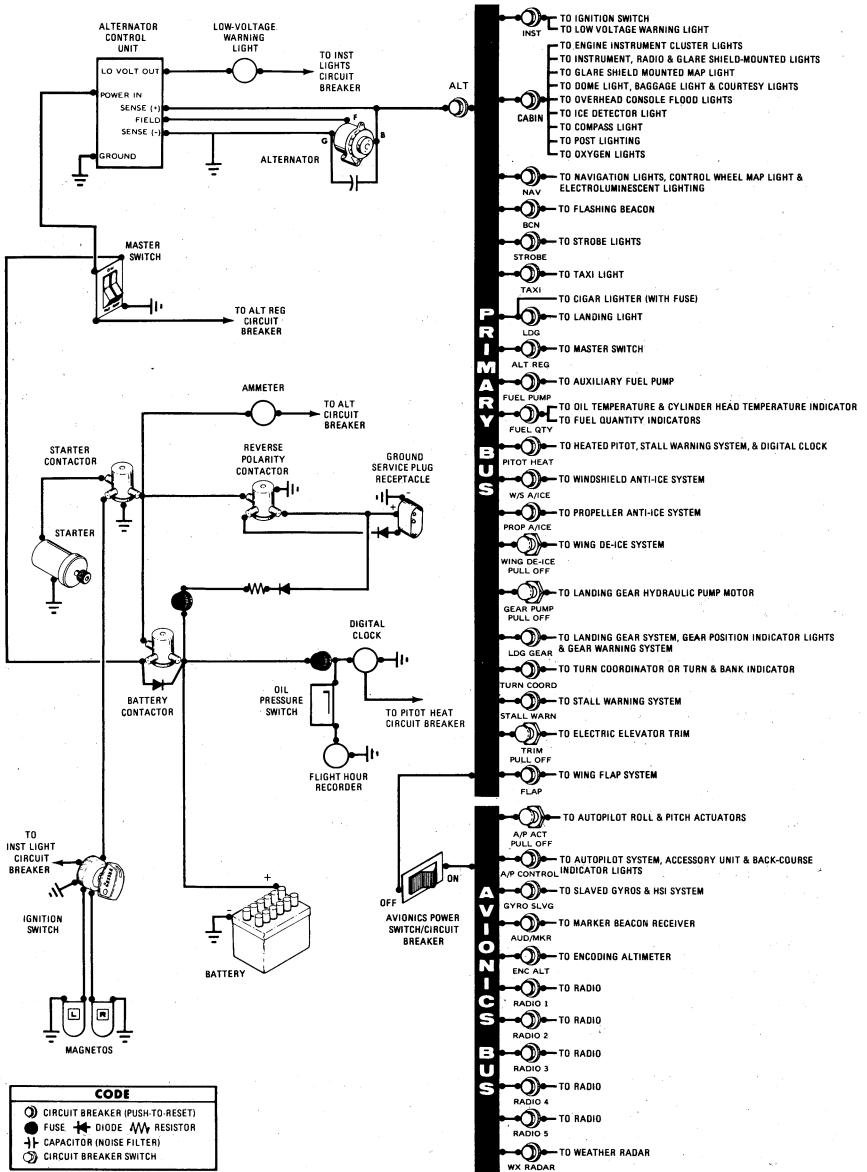 ALTERNATOR
CONTROL
UNIT
LOW-VOLTAGE
WARNING
LIGHT
LO VOLT OUT
TO INST
LIGHTS
CIRCUIT
BREAKER
POWER IN
SENSE (+)
FIELD
SENSE (-)
GROUND
F
G
B
ALTERNATOR
ALT
MASTER
SWITCH
TO ALT REG
CIRCUIT
BREAKER
AMMETER
TO ALT
CIRCUIT
BREAKER
STARTER
CONTACTOR
REVERSE
POLARITY
CONTACTOR
GROUND
SERVICE PLUG
RECEPTACLE
-
+
STARTER
DIGITAL
CLOCK
BATTERY
CONTACTOR
OIL
PRESSURE
SWITCH
TO PITOT HEAT
CIRCUIT BREAKER
FLIGHT HOUR
RECORDER
TO
INST LIGHT
CIRCUIT
BREAKER
IGNITION
SWITCH
+
-
BATTERY
OFF
ON
AVIONICS POWER
SWITCH/CIRCUIT
BREAKER
L
R
MAGNETOS
CODE
CIRCUIT BREAKER (PUSH-TO-RESET)
FUSE DIODE RESISTOR
CAPACITOR (NOISE FILTER)
CIRCUIT BREAKER SWITCH
PRIMARY BUS
INST
TO IGNITION SWITCH
TO LOW VOLTAGE WARNING LIGHT
CABIN
TO ENGINE INSTRUMENT CLUSTER LIGHTS
TO INSTRUMENT, RADIO & GLARE SHIELD-MOUNTED LIGHTS
TO GLARE SHIELD MOUNTED MAP LIGHT
TO DOME LIGHT, BAGGAGE LIGHT & COURTESY LIGHTS
TO OVERHEAD CONSOLE FLOOD LIGHTS
TO ICE DETECTOR LIGHT
TO COMPASS LIGHT
TO POST LIGHTING
TO OXYGEN LIGHTS
NAV
TO NAVIGATION LIGHTS, CONTROL WHEEL MAP LIGHT &
ELECTROLUMINESCENT LIGHTING
BCN
TO FLASHING BEACON
STROBE
TO STROBE LIGHTS
TAXI
TO TAXI LIGHT
TO CIGAR LIGHTER (WITH FUSE)
LDG
TO LANDING LIGHT
ALT REG
TO MASTER SWITCH
FUEL PUMP
TO AUXILIARY FUEL PUMP
FUEL QTY
TO OIL TEMPERATURE & CYLINDER HEAD TEMPERATURE INDICATOR
TO FUEL QUANTITY INDICATORS
PITOT HEAT
TO HEATED PITOT, STALL WARNING SYSTEM, & DIGITAL CLOCK
W/S A/ICE
TO WINDSHIELD ANTI-ICE SYSTEM
PROP A/ICE
TO PROPELLER ANTI-ICE SYSTEM
WING DE-ICE
PULL OFF
TO WING DE-ICE SYSTEM
GEAR PUMP
PULL OFF
TO LANDING GEAR HYDRAULIC PUMP MOTOR
LDG GEAR
TO LANDING GEAR SYSTEM, GEAR POSITION INDICATOR LIGHTS
& GEAR WARNING SYSTEM
TURN COORD
TO TURN COORDINATOR OR TURN & BANK INDICATOR
STALL WARN
TO STALL WARNING SYSTEM
TRIM
PULL OFF
TO ELECTRIC ELEVATOR TRIM
FLAP
TO WING FLAP SYSTEM
AVIONICS BUS
A/P ACT
PULL OFF
TO AUTOPILOT ROLL & PITCH ACTUATORS
A/P CONTROL
TO AUTOPILOT SYSTEM, ACCESSORY UNIT & BACK-COURSE
INDICATOR LIGHTS
GYRO SLVG
TO SLAVED GYROS & HSI SYSTEM
AUD/MKR
TO MARKER BEACON RECEIVER
ENC ALT
TO ENCODING ALTIMETER
RADIO 1
TO RADIO
RADIO 2
TO RADIO
RADIO 3
TO RADIO
RADIO 4
TO RADIO
RADIO 5
TO RADIO
WX RADAR
TO WEATHER RADAR